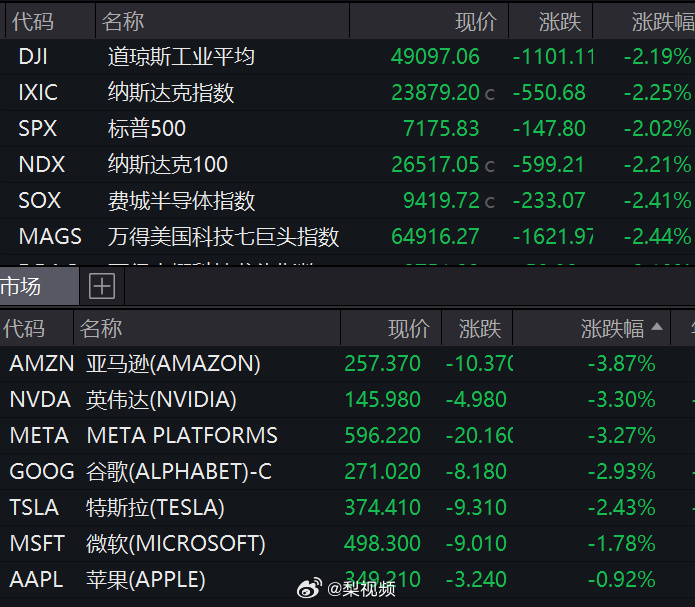 代码 名称 现价 涨跌 涨跌幅
DJI 道琼斯工业平均 49097.06 -1101.11 -2.19%
IXIC 纳斯达克指数 23879.20 c -550.68 -2.25%
SPX 标普500 7175.83 -147.80 -2.02%
NDX 纳斯达克100 26517.05 c -599.21 -2.21%
SOX 费城半导体指数 9419.72 c -233.07 -2.41%
MAGS 万得美国科技七巨头指数 64916.27 -1621.97 -2.44%
市场
代码 名称 现价 涨跌 涨跌幅
AMZN 亚马逊(AMAZON) 257.370 -10.370 -3.87%
NVDA 英伟达(NVIDIA) 145.980 -4.980 -3.30%
META META PLATFORMS 596.220 -20.160 -3.27%
GOOG 谷歌(ALPHABET)-C 271.020 -8.180 -2.93%
TSLA 特斯拉(TESLA) 374.410 -9.310 -2.43%
MSFT 微软(MICROSOFT) 498.300 -9.010 -1.78%
AAPL 苹果(APPLE) 349.210 -3.240 -0.92%
@梨视频